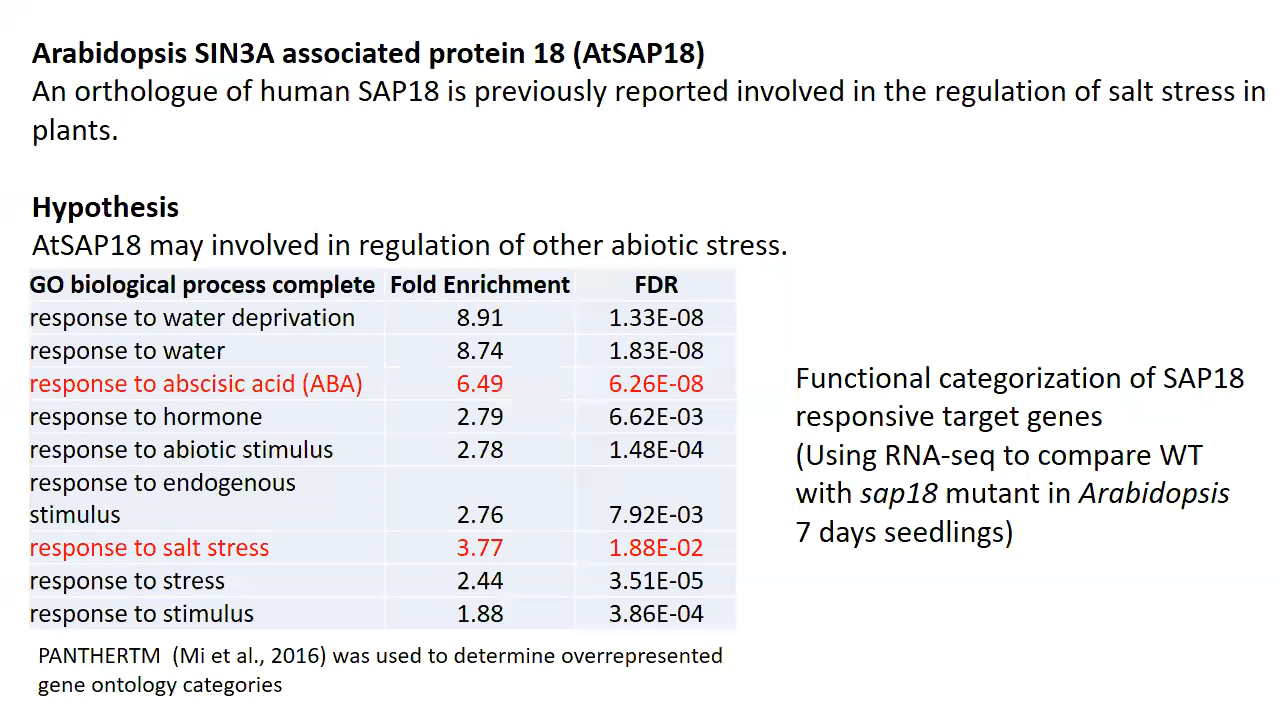 Arabidopsis SIN3A associated protein 18 (AtSAP18)
An orthologue of human SAP18 is previously reported involved in the regulation of salt stress in
plants.
Hypothesis
AtSAP18 may involved in regulation of other abiotic stress.
GO biological process complete Fold Enrichment FDR
response to water deprivation 8.91 1.33E-08
response to water 8.74 1.83E-08
response to abscisic acid (ABA) 6.49 6.26E-08
response to hormone 2.79 6.62E-03
response to abiotic stimulus 2.78 1.48E-04
response to endogenous
stimulus 2.76 7.92E-03
response to salt stress 3.77 1.88E-02
response to stress 2.44 3.51E-05
response to stimulus 1.88 3.86E-04
PANTHERTM (Mi et al., 2016) was used to determine overrepresented
gene ontology categories
Functional categorization of SAP18
responsive target genes
(Using RNA-seq to compare WT
with sap18 mutant in Arabidopsis
7 days seedlings)